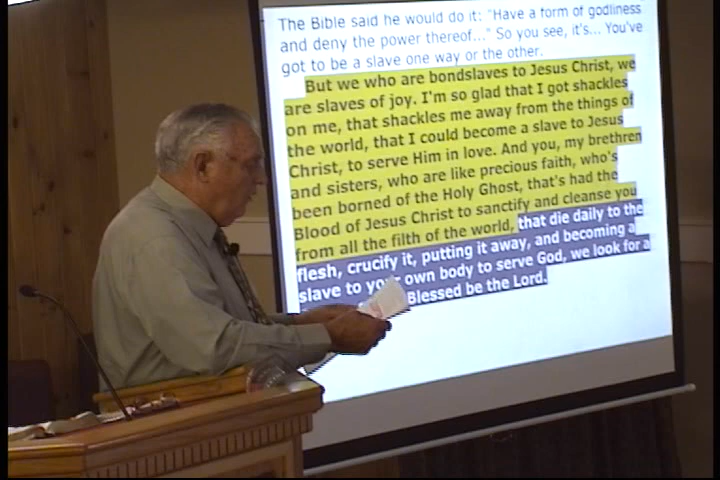 The Bible said he would do it: "Have a form of godliness
and deny the power thereof..." So you see, it's... You've
got to be a slave one way or the other.
But we who are bondslaves to Jesus Christ, we
are slaves of joy. I'm so glad that I got shackles
on me, that shackles me away from the things of
the world, that I could become a slave to Jesus
Christ, to serve Him in love. And you, my brethren
and sisters, who are like precious faith, who's
been borned of the Holy Ghost, that's had the
Blood of Jesus Christ to sanctify and cleanse you
from all the filth of the world, that die daily to the
flesh, crucify it, putting it away, and becoming a
slave to your own body to serve God, we look for a
Blessed be the Lord.